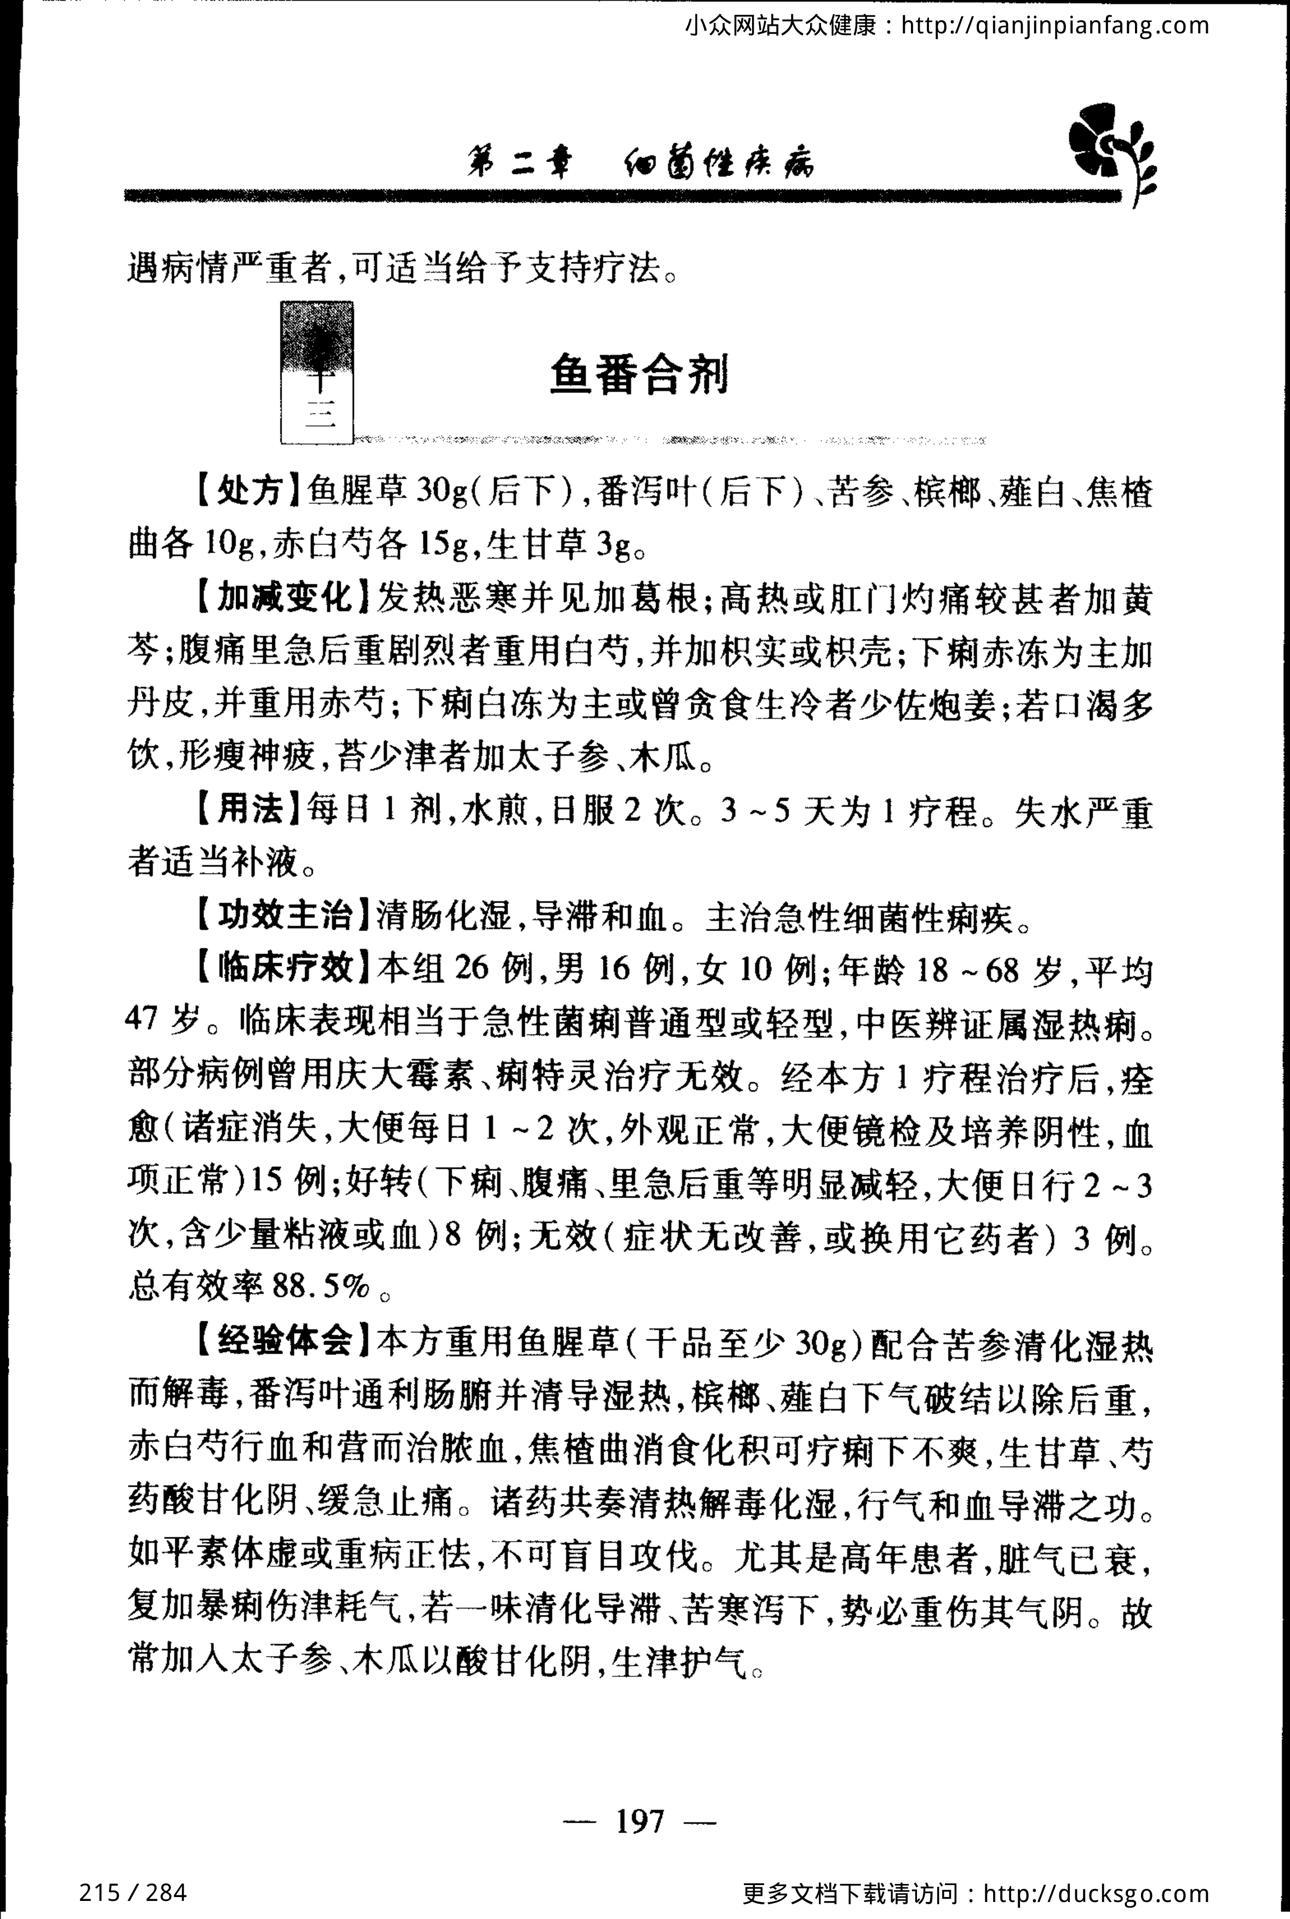 小众网站大众健康：http://qianjinpianfang.com
第二章 细菌性疾病
遇病情严重者,可适当给予支持疗法。
十三
鱼番合剂
【处方】鱼腥草 30g(后下),番泻叶(后下)、苦参、槟榔、薤白、焦楂
曲各 10g,赤白芍各 15g,生甘草 3g。
【加减变化】发热恶寒并见加葛根;高热或肛门灼痛较甚者加黄
芩;腹痛里急后重剧烈者重用白芍,并加枳实或枳壳;下痢赤冻为主加
丹皮,并重用赤芍;下痢白冻为主或曾贪食生冷者少佐炮姜;若口渴多
饮,形瘦神疲,苔少津者加太子参、木瓜。
【用法】每日 1 剂,水煎,日服 2 次。3 ~ 5 天为 1 疗程。失水严重
者适当补液。
【功效主治】清肠化湿,导滞和血。主治急性细菌性痢疾。
【临床疗效】本组 26 例,男 16 例,女 10 例;年龄 18 ~ 68 岁,平均
47 岁。临床表现相当于急性菌痢普通型或轻型,中医辨证属湿热痢。
部分病例曾用庆大霉素、痢特灵治疗无效。经本方 1 疗程治疗后,痊
愈(诸症消失,大便每日 1 ~ 2 次,外观正常,大便镜检及培养阴性,血
项正常)15 例;好转(下痢、腹痛、里急后重等明显减轻,大便日行 2 ~ 3
次,含少量粘液或血)8 例;无效(症状无改善,或换用它药者) 3 例。
总有效率 88.5%。
【经验体会】本方重用鱼腥草(干品至少 30g)配合苦参清化湿热
而解毒,番泻叶通利肠腑并清导湿热,槟榔、薤白下气破结以除后重,
赤白芍行血和营而治脓血,焦楂曲消食化积可疗痢下不爽,生甘草、芍
药酸甘化阴、缓急止痛。诸药共奏清热解毒化湿,行气和血导滞之功。
如平素体虚或重病正怯,不可盲目攻伐。尤其是高年患者,脏气已衰,
复加暴痢伤津耗气,若一味清化导滞、苦寒泻下,势必重伤其气阴。故
常加入太子参、木瓜以酸甘化阴,生津护气。
— 197 —
215 / 284
更多文档下载请访问：http://ducksgo.com